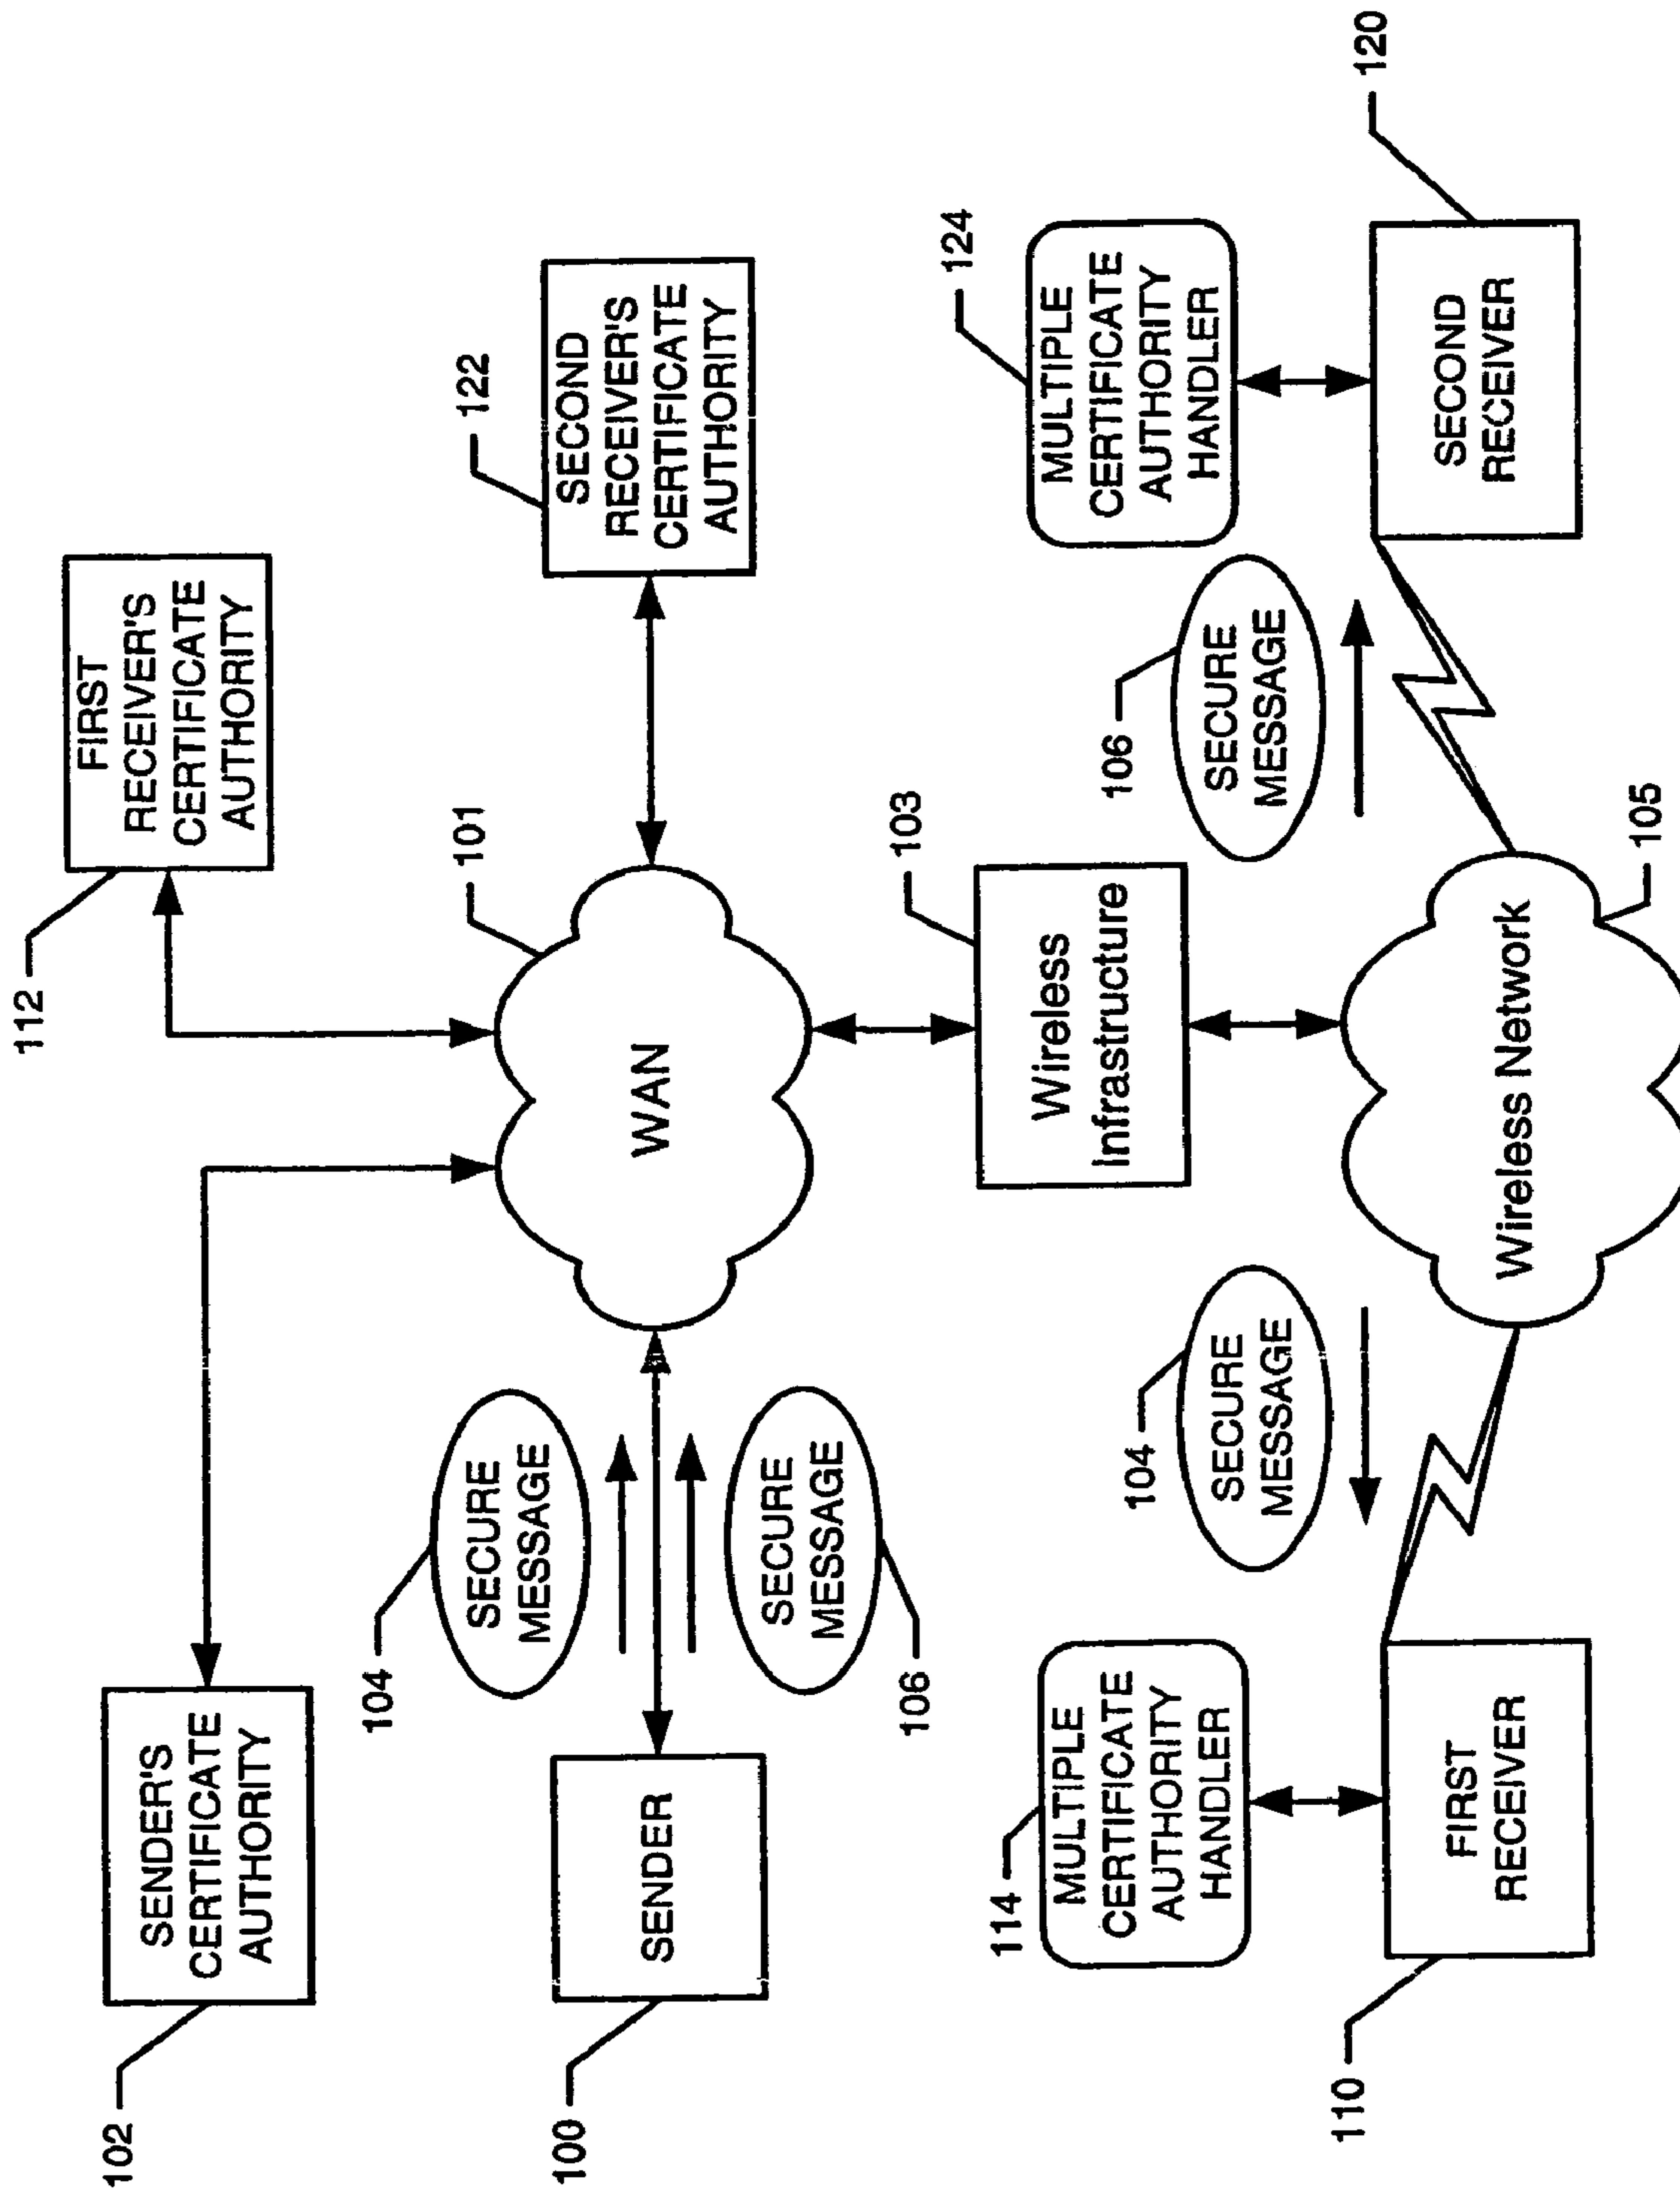 112
FIRST
RECEIVER'S
CERTIFICATE
AUTHORITY
102
SENDER'S
CERTIFICATE
AUTHORITY
101
WAN
122
SECOND
RECEIVER'S
CERTIFICATE
AUTHORITY
104
SECURE
MESSAGE
100
SENDER
106
SECURE
MESSAGE
103
Wireless
Infrastructure
114
MULTIPLE
CERTIFICATE
AUTHORITY
HANDLER
104
SECURE
MESSAGE
106
SECURE
MESSAGE
124
MULTIPLE
CERTIFICATE
AUTHORITY
HANDLER
110
FIRST
RECEIVER
Wireless Network
105
SECOND
RECEIVER
120